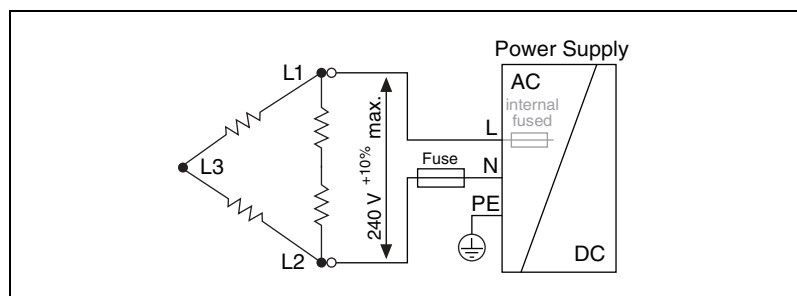 Power Supply
L1
AC
internal
fused
L
240 V +10% max.
Fuse
N
L3
PE
L2
DC